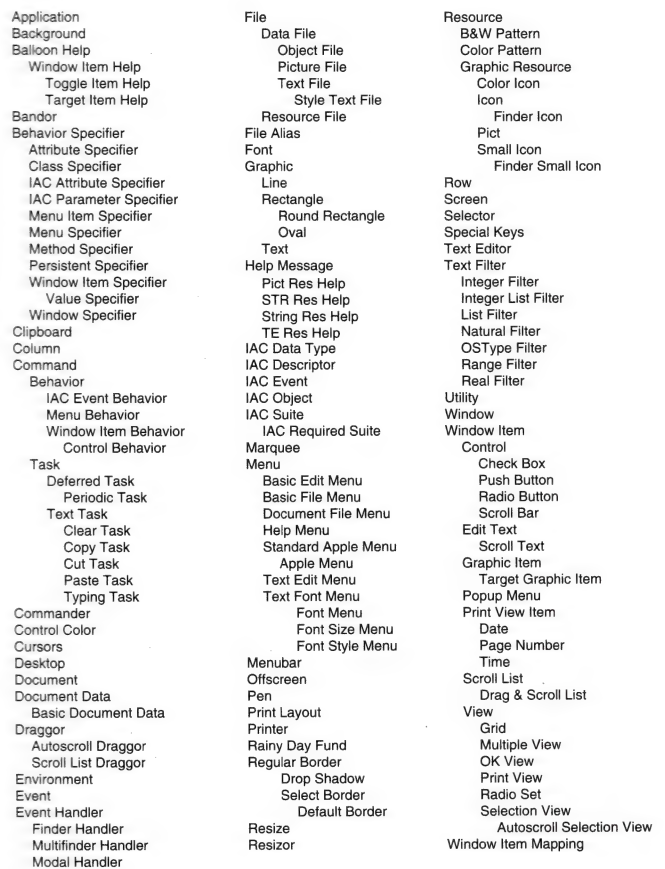 Application
Background
Balloon Help
Window Item Help
Toggle Item Help
Target Item Help
Bandor
Behavior Specifier
Attribute Specifier
Class Specifier
IAC Attribute Specifier
IAC Parameter Specifier
Menu Item Specifier
Menu Specifier
Method Specifier
Persistent Specifier
Window Item Specifier
Value Specifier
Window Specifier
Clipboard
Column
Command
Behavior
IAC Event Behavior
Menu Behavior
Window Item Behavior
Control Behavior
Task
Deferred Task
Periodic Task
Text Task
Clear Task
Copy Task
Cut Task
Paste Task
Typing Task
Commander
Control Color
Cursors
Desktop
Document
Document Data
Basic Document Data
Draggor
Autoscroll Draggor
Scroll List Draggor
Environment
Event
Event Handler
Finder Handler
Multifinder Handler
Modal Handler
File
Data File
Object File
Picture File
Text File
Style Text File
Resource File
File Alias
Font
Graphic
Line
Rectangle
Round Rectangle
Oval
Text
Help Message
Pict Res Help
STR Res Help
String Res Help
TE Res Help
IAC Data Type
IAC Descriptor
IAC Event
IAC Object
IAC Suite
IAC Required Suite
Marquee
Menu
Basic Edit Menu
Basic File Menu
Document File Menu
Help Menu
Standard Apple Menu
Apple Menu
Text Edit Menu
Text Font Menu
Font Menu
Font Size Menu
Font Style Menu
Menubar
Offscreen
Pen
Print Layout
Printer
Rainy Day Fund
Regular Border
Drop Shadow
Select Border
Default Border
Resize
Resizor
Resource
B&W Pattern
Color Pattern
Graphic Resource
Color Icon
Icon
Finder Icon
Pict
Small Icon
Finder Small Icon
Row
Screen
Selector
Special Keys
Text Editor
Text Filter
Integer Filter
Integer List Filter
List Filter
Natural Filter
OSType Filter
Range Filter
Real Filter
Utility
Window
Window Item
Control
Check Box
Push Button
Radio Button
Scroll Bar
Edit Text
Scroll Text
Graphic Item
Target Graphic Item
Popup Menu
Print View Item
Date
Page Number
Time
Scroll List
Drag & Scroll List
View
Grid
Multiple View
OK View
Print View
Radio Set
Selection View
Autoscroll Selection View
Window Item Mapping